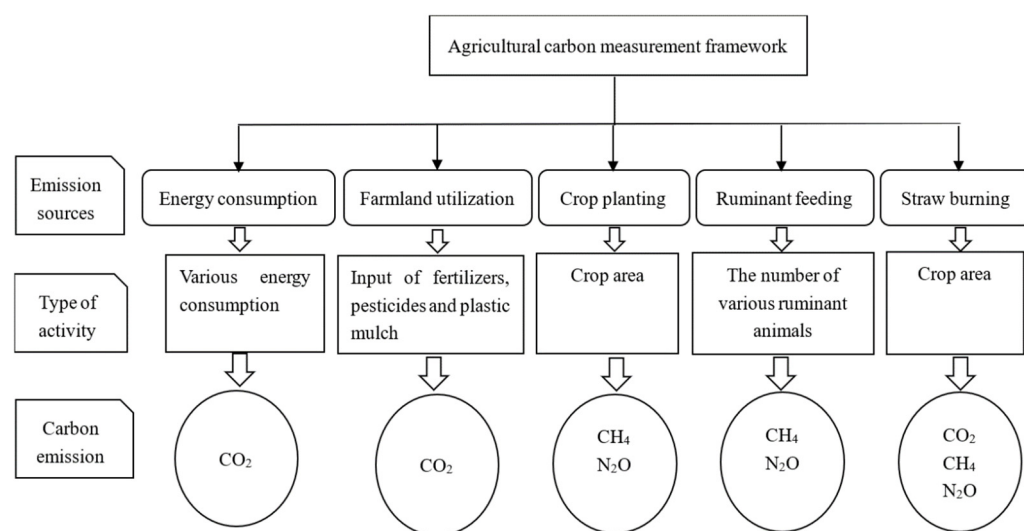 Agricultural carbon measurement framework
Emission
sources
Energy consumption
Farmland utilization
Crop planting
Ruminant feeding
Straw burning
Type of
activity
Various energy
consumption
Input of fertilizers,
pesticides and plastic
mulch
Crop area
The number of
various ruminant
animals
Crop area
Carbon
emission
CO₂
CO₂
CH₄
N₂O
CH₄
N₂O
CO₂
CH₄
N₂O